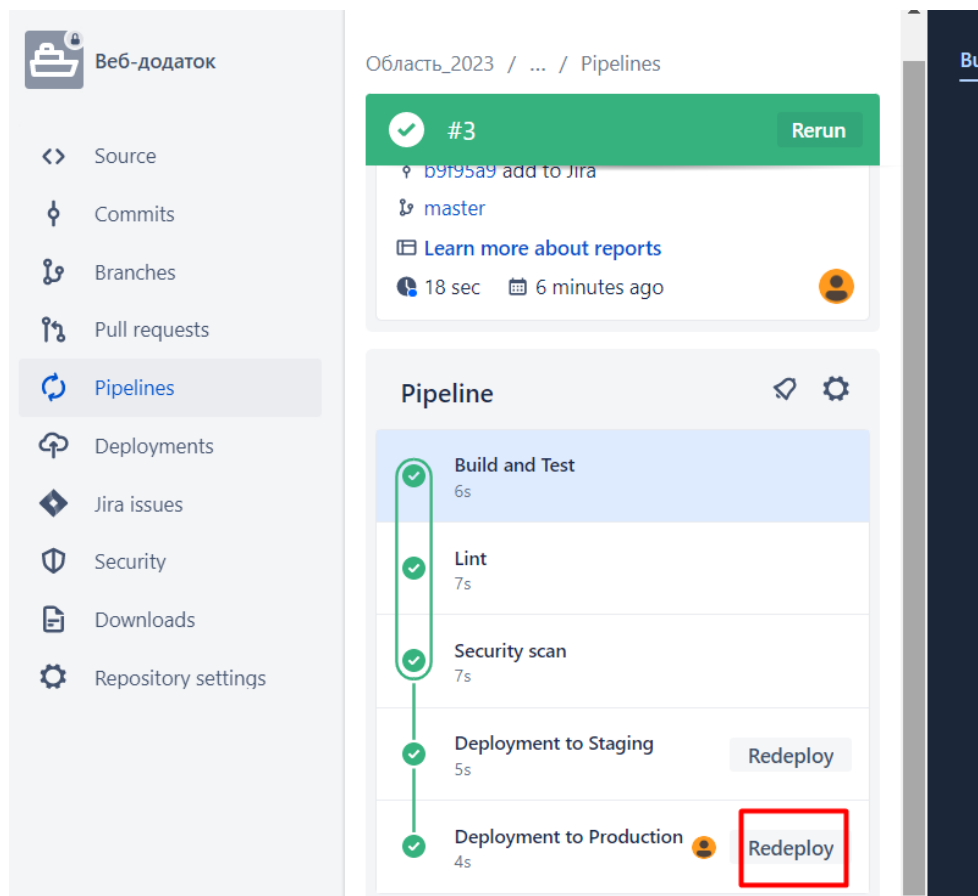 Веб-додаток
Source
Commits
Branches
Pull requests
Pipelines
Deployments
Jira issues
Security
Downloads
Repository settings
Область_2023 / ... / Pipelines
#3 Rerun
b9f95a9 add to Jira
master
Learn more about reports
18 sec 6 minutes ago
Pipeline
Build and Test
6s
Lint
7s
Security scan
7s
Deployment to Staging
5s
Redeploy
Deployment to Production
4s
Redeploy